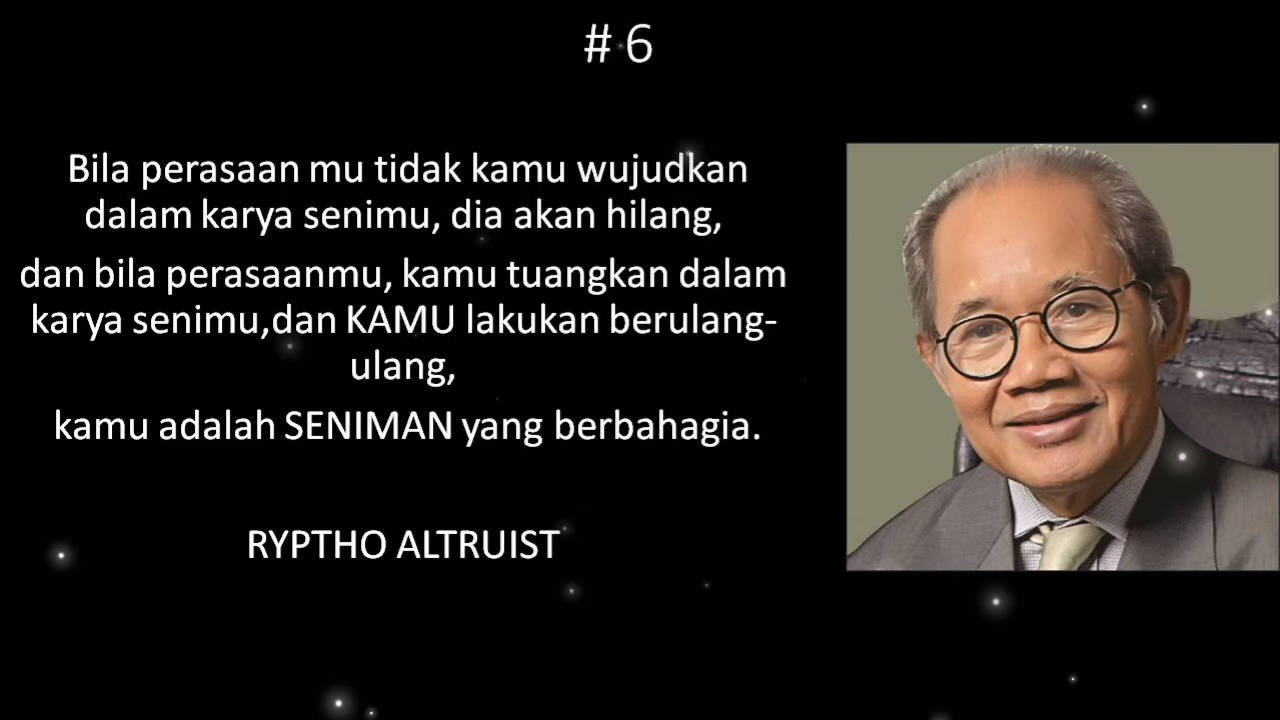 # 6
Bila perasaan mu tidak kamu wujudkan
dalam karya senimu, dia akan hilang,
dan bila perasaanmu, kamu tuangkan dalam
karya senimu,dan KAMU lakukan berulang-
ulang,
kamu adalah SENIMAN yang berbahagia.
RYPTHO ALTRUIST